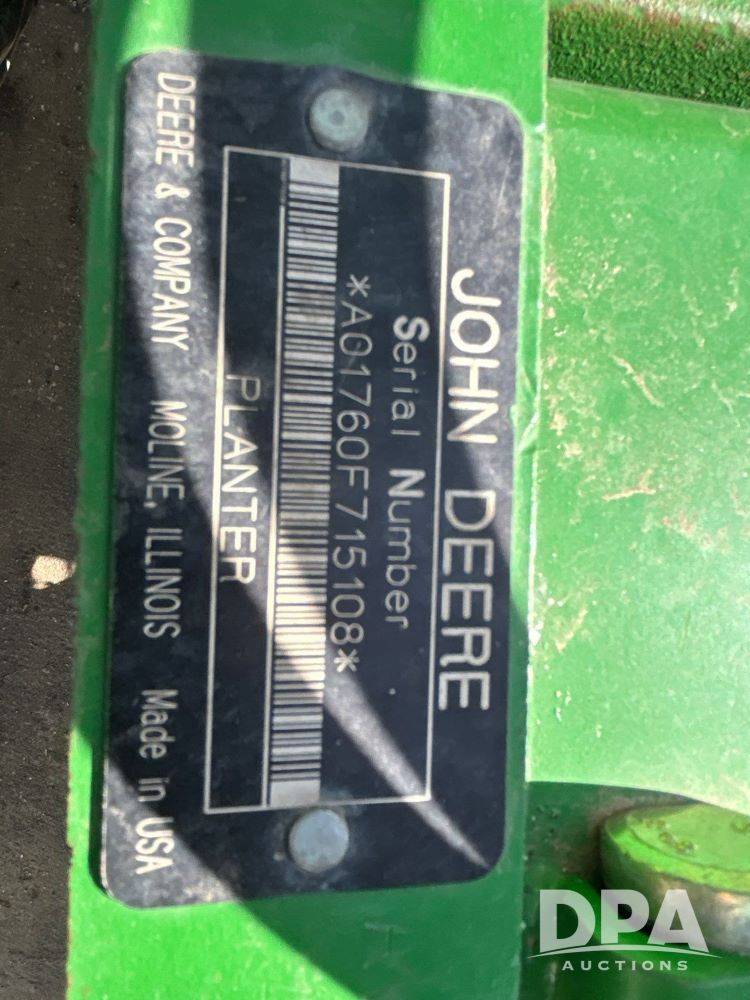 JOHN DEERE
Serial Number
*A01760F715108*
PLANTER
DEERE & COMPANY MOLINE, ILLINOIS Made in USA
DPA
AUCTIONS